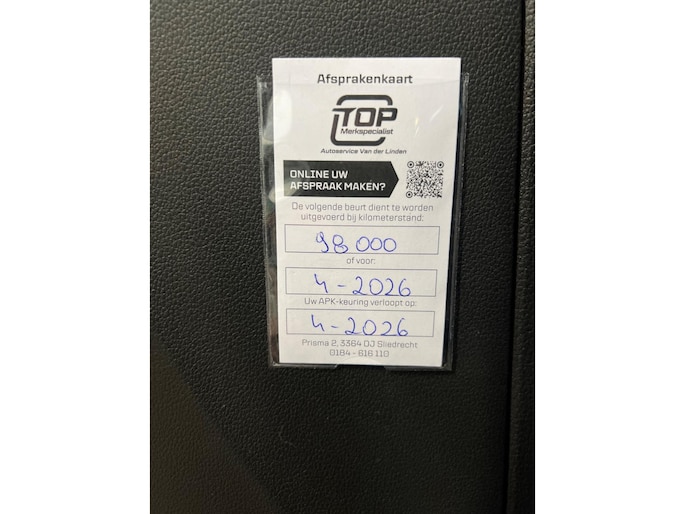 Afsprakenkaart
TOP
Merkspecialist
Autoservice Van der Linden
ONLINE UW
AFSPRAAK MAKEN?
De volgende beurt dient te worden
uitgevoerd bij kilometerstand:
98.000
of voor:
4-2026
Uw APK-keuring verloopt op:
4-2026
Prisma 2, 3364 DJ Sliedrecht
0184 - 616 110